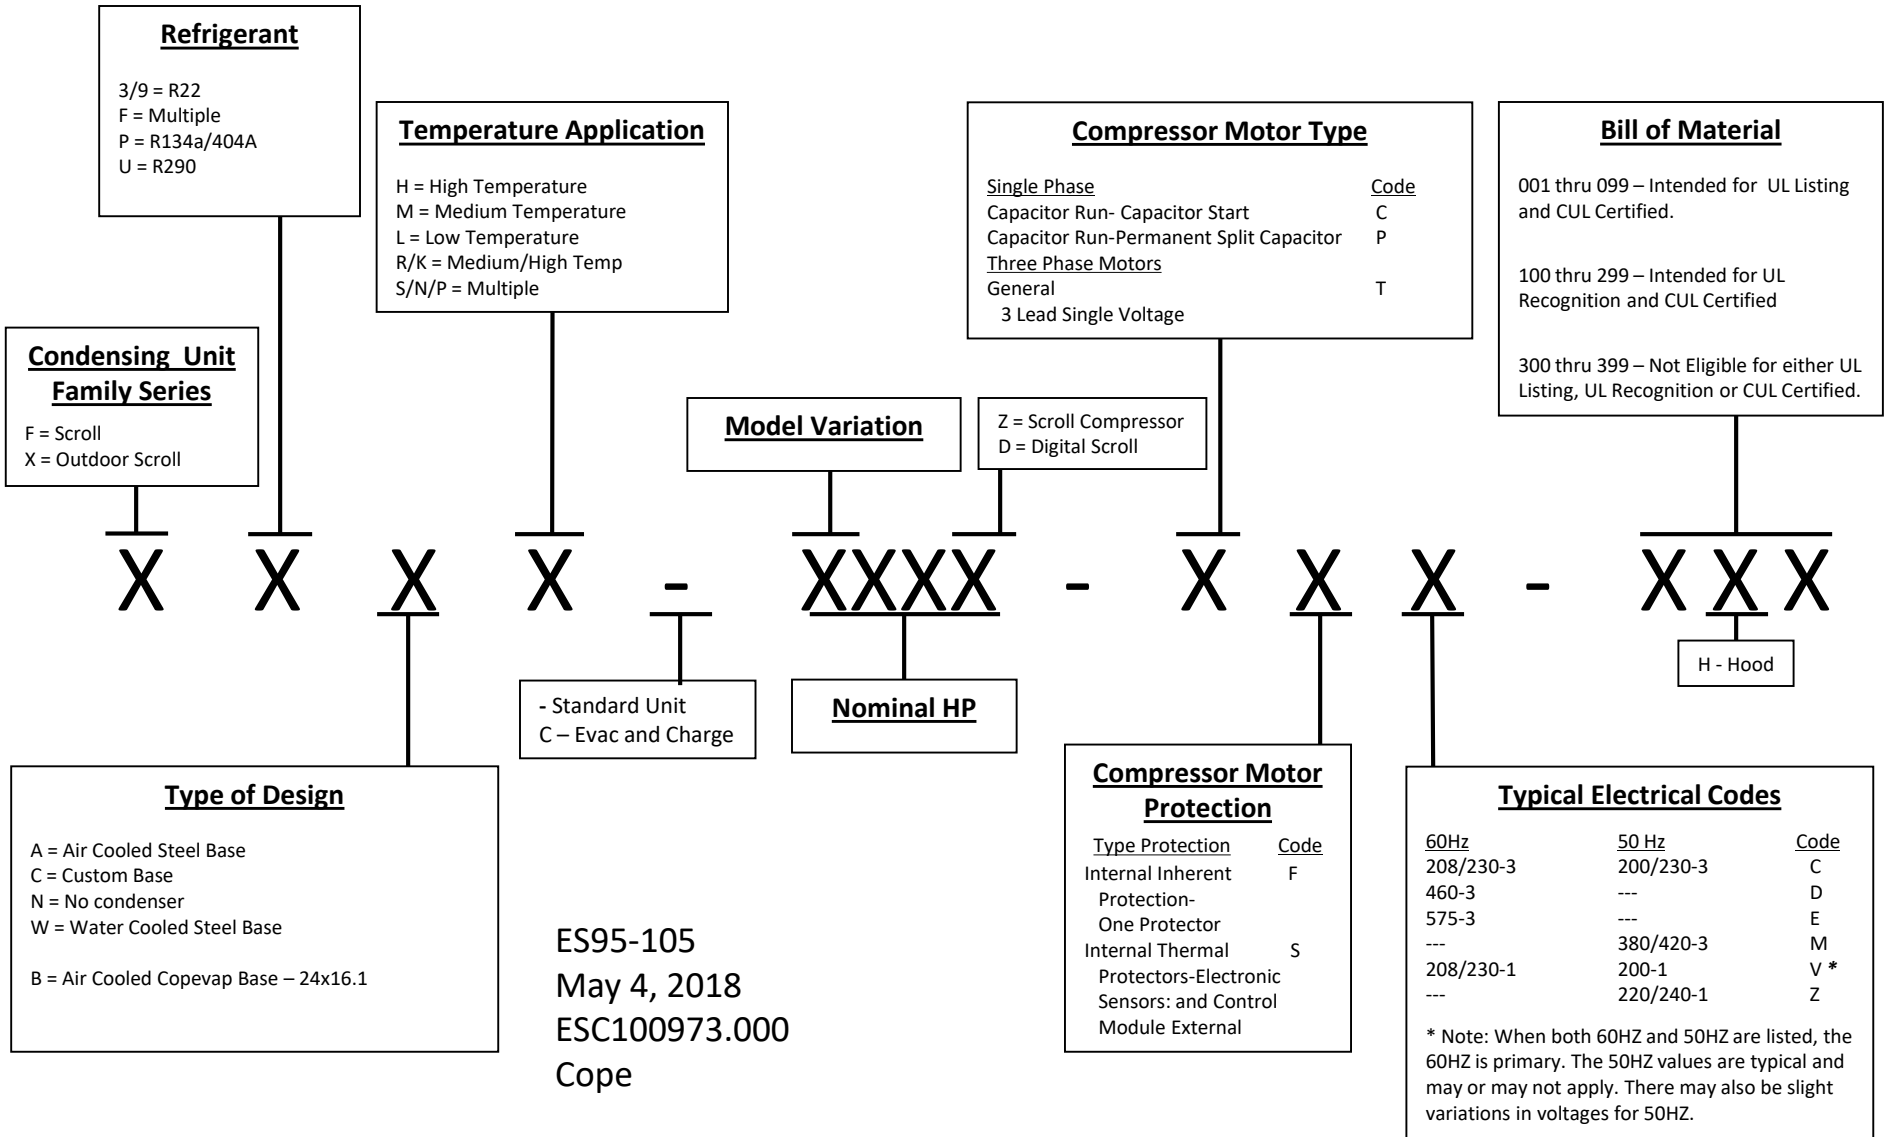 Refrigerant
3/9 = R22
F = Multiple
P = R134a/404A
U = R290
Temperature Application
H = High Temperature
M = Medium Temperature
L = Low Temperature
R/K = Medium/High Temp
S/N/P = Multiple
Compressor Motor Type
Single Phase Code
Capacitor Run- Capacitor Start C
Capacitor Run-Permanent Split Capacitor P
Three Phase Motors
General T
3 Lead Single Voltage
Bill of Material
001 thru 099 – Intended for UL Listing
and CUL Certified.
100 thru 299 – Intended for UL
Recognition and CUL Certified
300 thru 399 – Not Eligible for either UL
Listing, UL Recognition or CUL Certified.
Condensing Unit
Family Series
F = Scroll
X = Outdoor Scroll
Model Variation
Z = Scroll Compressor
D = Digital Scroll
X X X X - XXXX - X X X - X X X
H - Hood
- Standard Unit
C – Evac and Charge
Nominal HP
Type of Design
A = Air Cooled Steel Base
C = Custom Base
N = No condenser
W = Water Cooled Steel Base
B = Air Cooled Copevap Base – 24x16.1
ES95-105
May 4, 2018
ESC100973.000
Cope
Compressor Motor
Protection
Type Protection Code
Internal Inherent F
Protection-
One Protector
Internal Thermal S
Protectors-Electronic
Sensors: and Control
Module External
Typical Electrical Codes
60Hz 50 Hz Code
208/230-3 200/230-3 C
460-3 --- D
575-3 --- E
--- 380/420-3 M
208/230-1 200-1 V *
--- 220/240-1 Z
* Note: When both 60HZ and 50HZ are listed, the
60HZ is primary. The 50HZ values are typical and
may or may not apply. There may also be slight
variations in voltages for 50HZ.